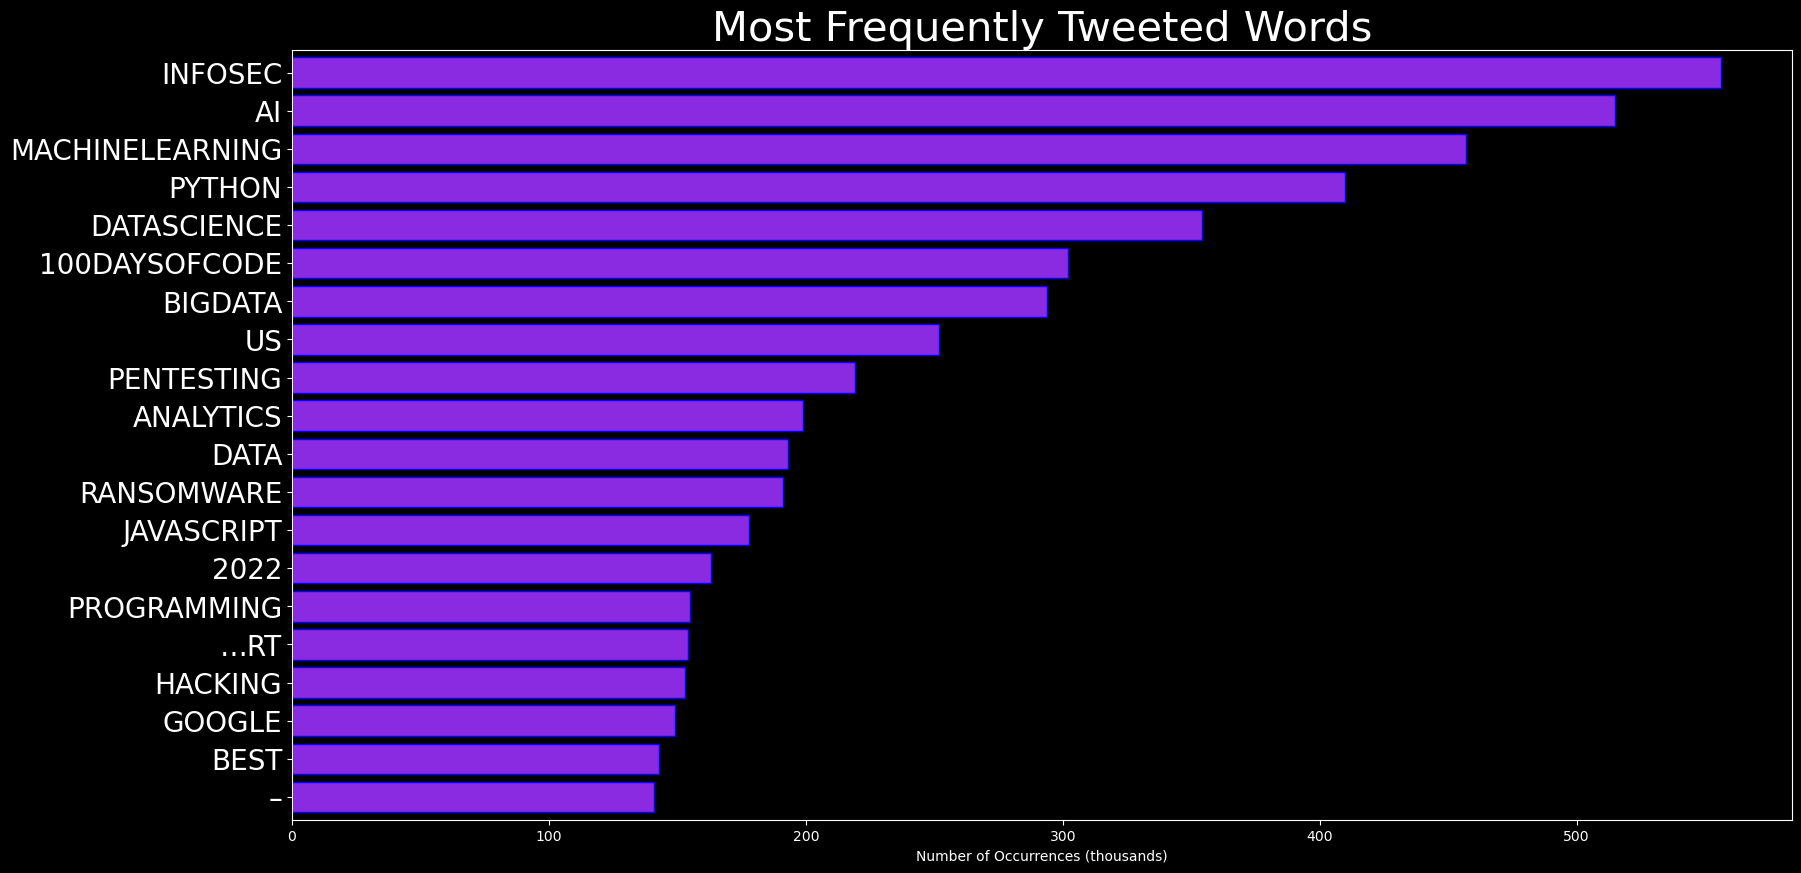 Most Frequently Tweeted Words
INFOSEC
AI
MACHINELEARNING
PYTHON
DATASCIENCE
100DAYSOFCODE
BIGDATA
US
PENTESTING
ANALYTICS
DATA
RANSOMWARE
JAVASCRIPT
2022
PROGRAMMING
…RT
HACKING
GOOGLE
BEST
–
0 100 200 300 400 500
Number of Occurrences (thousands)